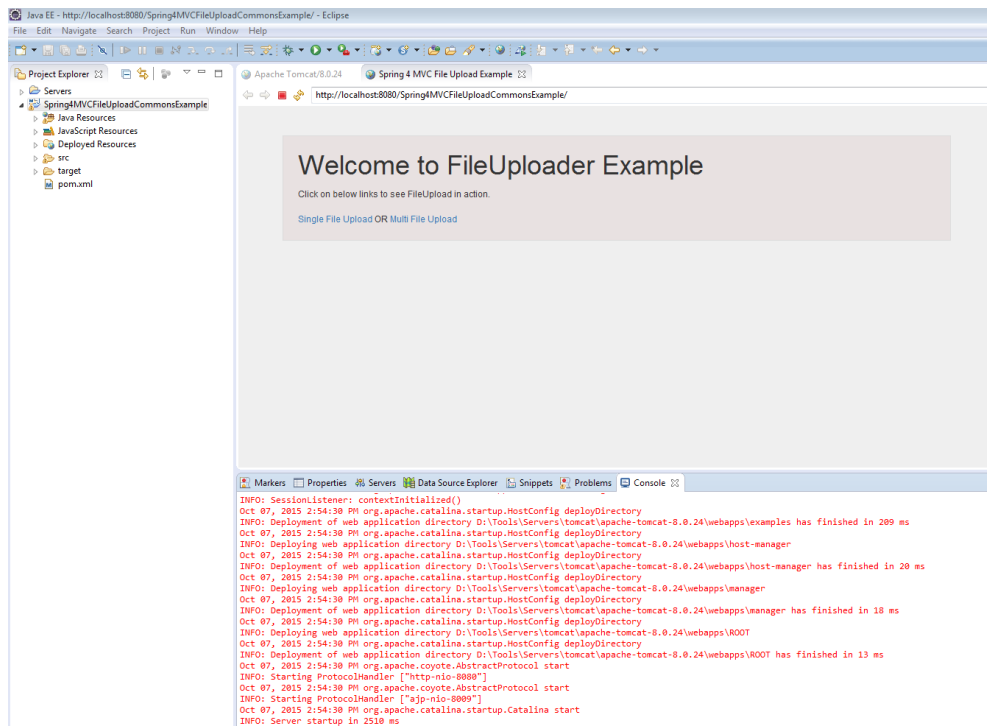 Java EE - http://localhost:8080/Spring4MVCFileUploadCommonsExample/ - Eclipse
File Edit Navigate Search Project Run Window Help
Project Explorer
Servers
Spring4MVCFileUploadCommonsExample
Java Resources
JavaScript Resources
Deployed Resources
src
target
pom.xml
Apache Tomcat/8.0.24 Spring 4 MVC File Upload Example
http://localhost:8080/Spring4MVCFileUploadCommonsExample/
Welcome to FileUploader Example
Click on below links to see FileUpload in action.
Single File Upload OR Multi File Upload
Markers Properties Servers Data Source Explorer Snippets Problems Console
INFO: SessionListener: contextInitialized()
Oct 07, 2015 2:54:30 PM org.apache.catalina.startup.HostConfig deployDirectory
INFO: Deployment of web application directory D:\Tools\Servers\tomcat\apache-tomcat-8.0.24\webapps\examples has finished in 209 ms
Oct 07, 2015 2:54:30 PM org.apache.catalina.startup.HostConfig deployDirectory
INFO: Deploying web application directory D:\Tools\Servers\tomcat\apache-tomcat-8.0.24\webapps\host-manager
Oct 07, 2015 2:54:30 PM org.apache.catalina.startup.HostConfig deployDirectory
INFO: Deployment of web application directory D:\Tools\Servers\tomcat\apache-tomcat-8.0.24\webapps\host-manager has finished in 20 ms
Oct 07, 2015 2:54:30 PM org.apache.catalina.startup.HostConfig deployDirectory
INFO: Deploying web application directory D:\Tools\Servers\tomcat\apache-tomcat-8.0.24\webapps\manager
Oct 07, 2015 2:54:30 PM org.apache.catalina.startup.HostConfig deployDirectory
INFO: Deployment of web application directory D:\Tools\Servers\tomcat\apache-tomcat-8.0.24\webapps\manager has finished in 18 ms
Oct 07, 2015 2:54:30 PM org.apache.catalina.startup.HostConfig deployDirectory
INFO: Deploying web application directory D:\Tools\Servers\tomcat\apache-tomcat-8.0.24\webapps\ROOT
Oct 07, 2015 2:54:30 PM org.apache.catalina.startup.HostConfig deployDirectory
INFO: Deployment of web application directory D:\Tools\Servers\tomcat\apache-tomcat-8.0.24\webapps\ROOT has finished in 13 ms
Oct 07, 2015 2:54:30 PM org.apache.coyote.AbstractProtocol start
INFO: Starting ProtocolHandler ["http-nio-8080"]
Oct 07, 2015 2:54:30 PM org.apache.coyote.AbstractProtocol start
INFO: Starting ProtocolHandler ["ajp-nio-8009"]
Oct 07, 2015 2:54:30 PM org.apache.catalina.startup.Catalina start
INFO: Server startup in 2510 ms